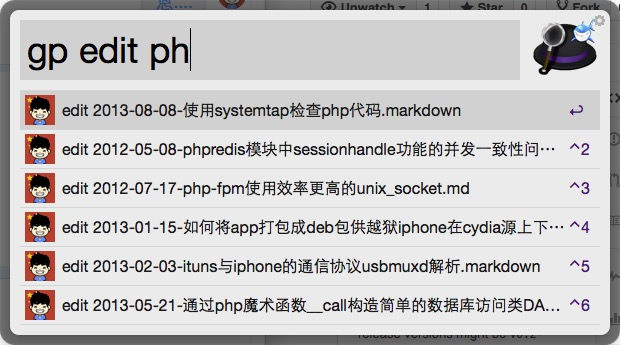 Unwatch 1 Star 0 Fork
gp edit ph
edit 2013-08-08-使用systemtap检查php代码.markdown
edit 2012-05-08-phpredis模块中sessionhandle功能的并发一致性问… ^2
edit 2012-07-17-php-fpm使用效率更高的unix_socket.md ^3
edit 2013-01-15-如何将app打包成deb包供越狱iphone在cydia源上下… ^4
edit 2013-02-03-ituns与iphone的通信协议usbmuxd解析.markdown ^5
edit 2013-05-21-通过php魔术函数__call构造简单的数据库访问类DA… ^6